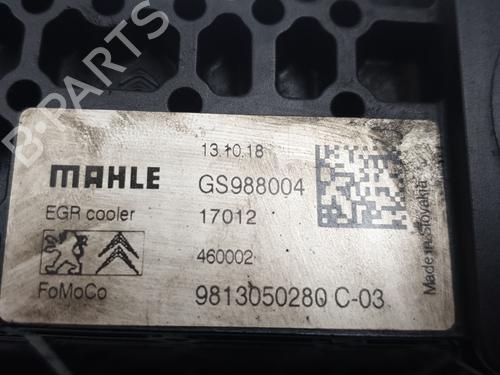 B-PARTS
13.10.18
MAHLE GS988004
EGR cooler 17012
460002
FoMoCo 9813050280 C-03
Made in Slovakia